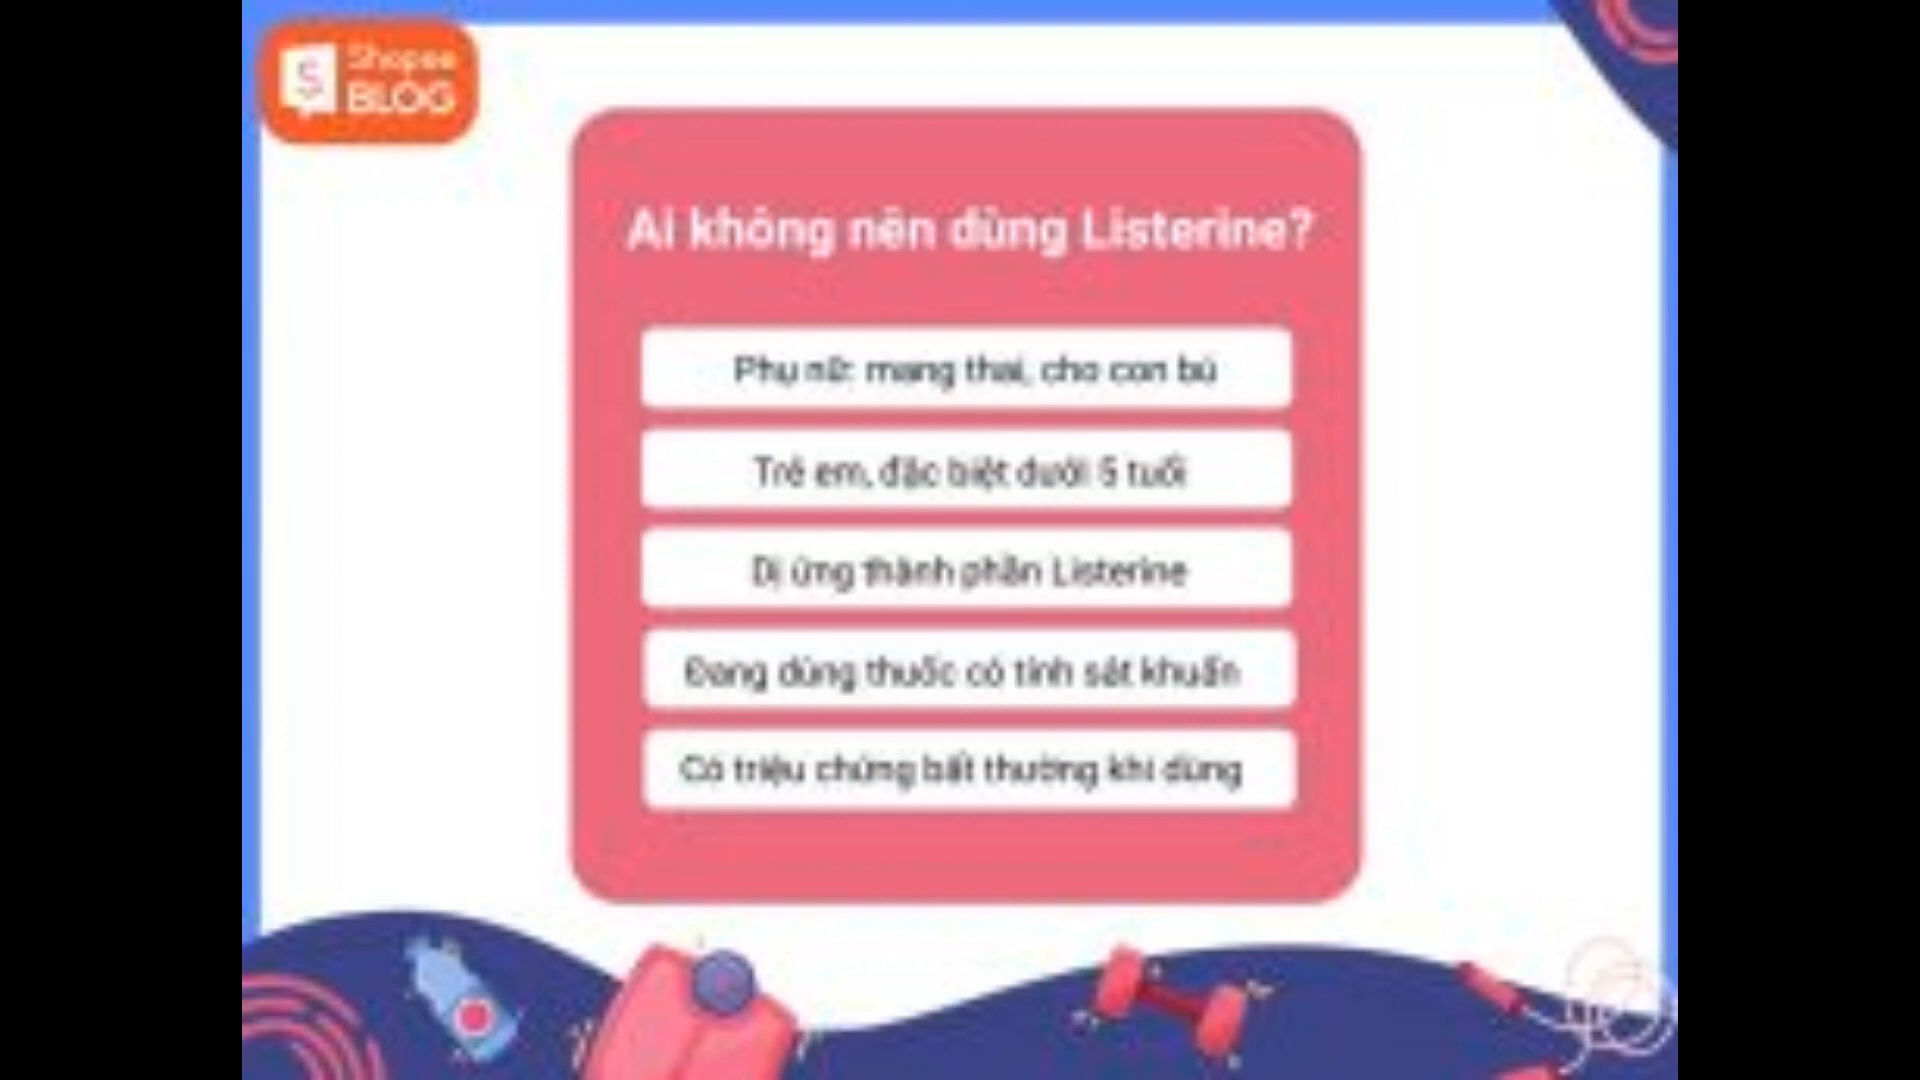 Shopee
BLOG
Ai không nên dùng Listerine?
Phụ nữ: mang thai, cho con bú
Trẻ em, đặc biệt dưới 5 tuổi
Dị ứng thành phần Listerine
Đang dùng thuốc có tính sát khuẩn
Có triệu chứng bất thường khi dùng